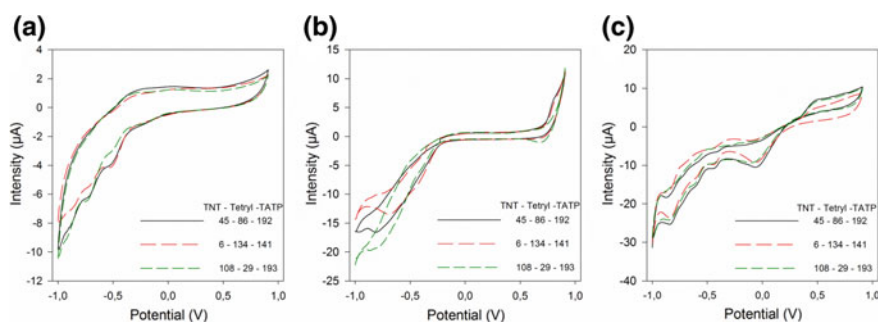 (a)
4
2
0
-2
-4
-6
-8
-10
-12
Intensity (µA)
TNT - Tetryl -TATP
45 - 86 - 192
6 - 134 - 141
108 - 29 - 193
-1,0 -0,5 0,0 0,5 1,0
Potential (V)
(b)
20
15
10
5
0
-5
-10
-15
-20
-25
Intensity (µA)
TNT - Tetryl -TATP
45 - 86 - 192
6 - 134 - 141
108 - 29 - 193
-1,0 -0,5 0,0 0,5 1,0
Potential (V)
(c)
20
10
0
-10
-20
-30
-40
Intensity (µA)
TNT - Tetryl -TATP
45 - 86 - 192
6 - 134 - 141
108 - 29 - 193
-1,0 -0,5 0,0 0,5 1,0
Potential (V)